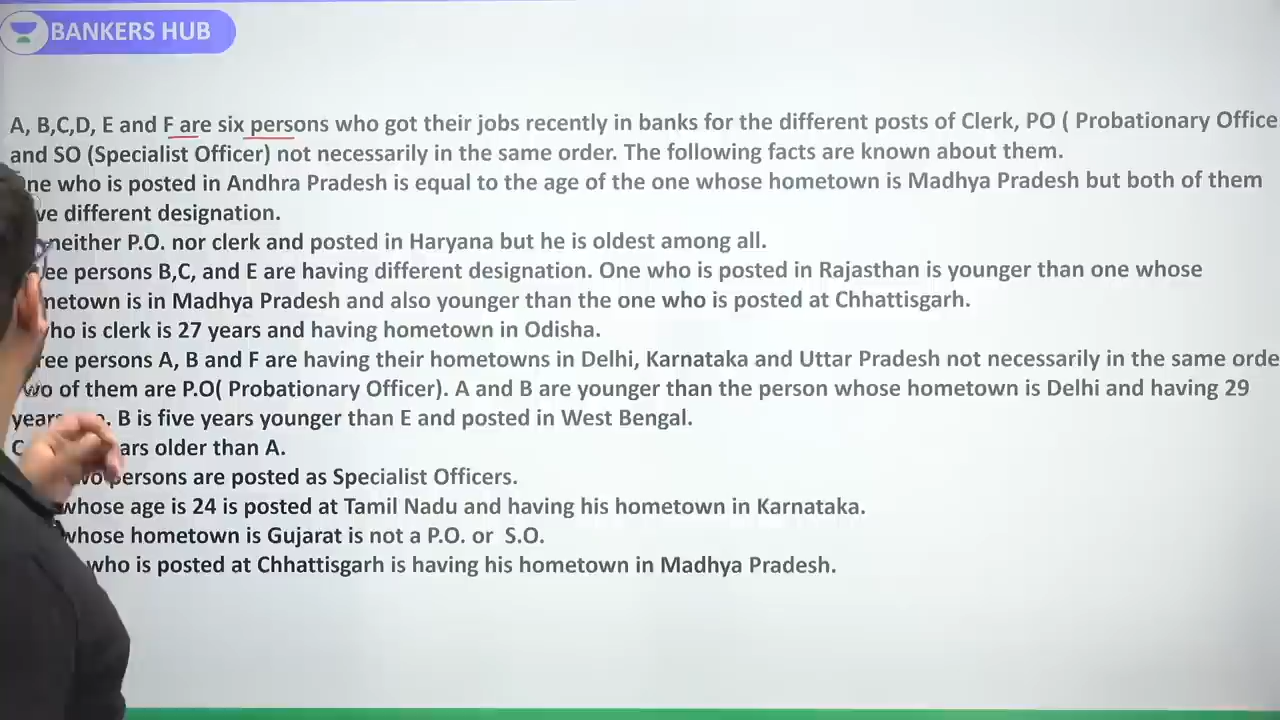 BANKERS HUB
A, B,C,D, E and F are six persons who got their jobs recently in banks for the different posts of Clerk, PO ( Probationary Office
and SO (Specialist Officer) not necessarily in the same order. The following facts are known about them.
ne who is posted in Andhra Pradesh is equal to the age of the one whose hometown is Madhya Pradesh but both of them
ve different designation.
neither P.O. nor clerk and posted in Haryana but he is oldest among all.
ee persons B,C, and E are having different designation. One who is posted in Rajasthan is younger than one whose
metown is in Madhya Pradesh and also younger than the one who is posted at Chhattisgarh.
ho is clerk is 27 years and having hometown in Odisha.
ree persons A, B and F are having their hometowns in Delhi, Karnataka and Uttar Pradesh not necessarily in the same orde
wo of them are P.O( Probationary Officer). A and B are younger than the person whose hometown is Delhi and having 29
year . B is five years younger than E and posted in West Bengal.
C ars older than A.
wo persons are posted as Specialist Officers.
whose age is 24 is posted at Tamil Nadu and having his hometown in Karnataka.
whose hometown is Gujarat is not a P.O. or S.O.
who is posted at Chhattisgarh is having his hometown in Madhya Pradesh.